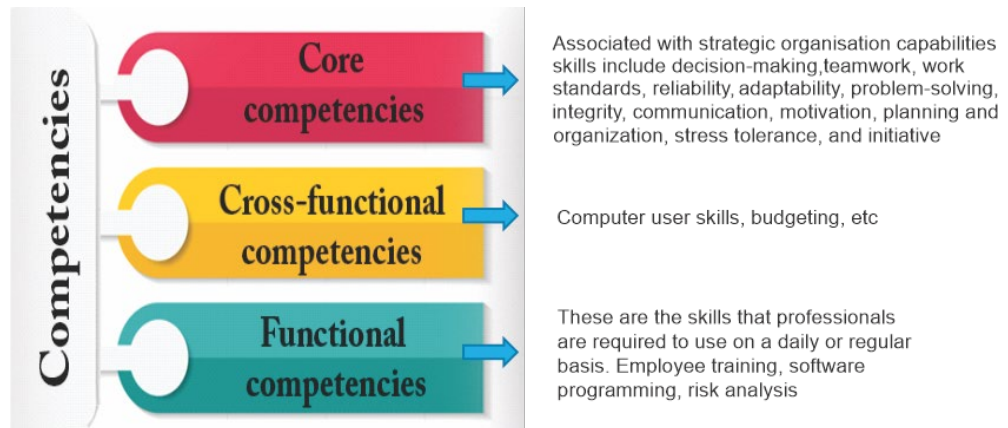 Competencies
Core
competencies
Associated with strategic organisation capabilities
skills include decision-making,teamwork, work
standards, reliability, adaptability, problem-solving,
integrity, communication, motivation, planning and
organization, stress tolerance, and initiative
Cross-functional
competencies
Computer user skills, budgeting, etc
Functional
competencies
These are the skills that professionals
are required to use on a daily or regular
basis. Employee training, software
programming, risk analysis